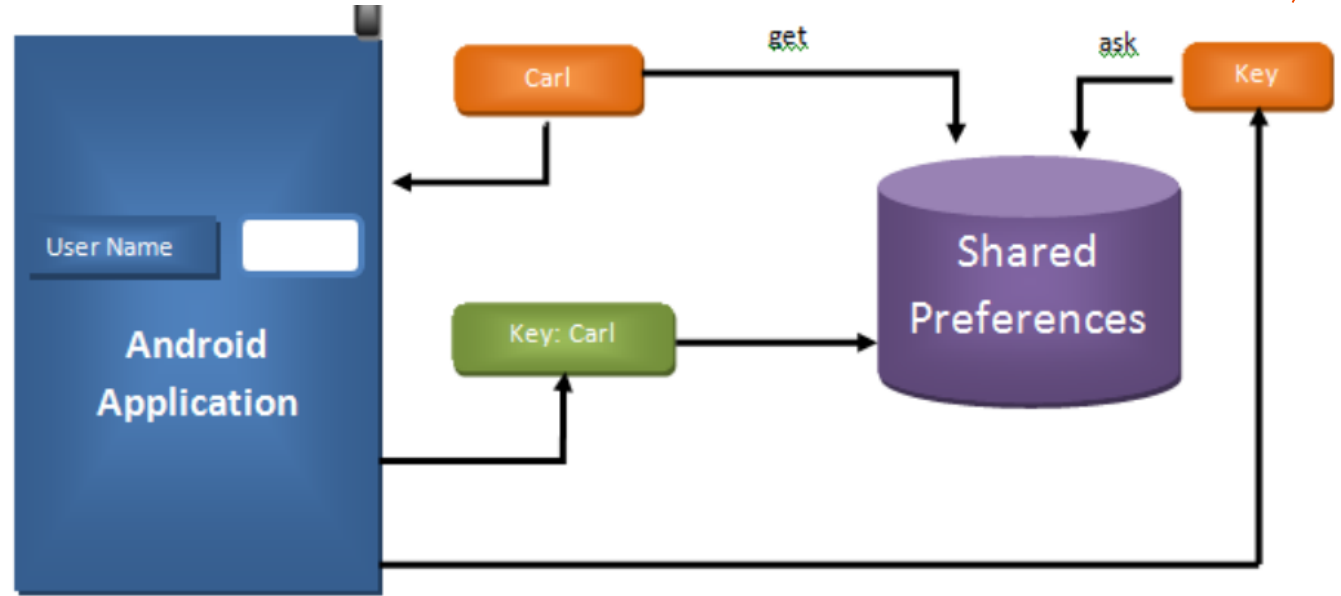 get
ask
Carl
Key
User Name
Shared
Preferences
Key: Carl
Android
Application